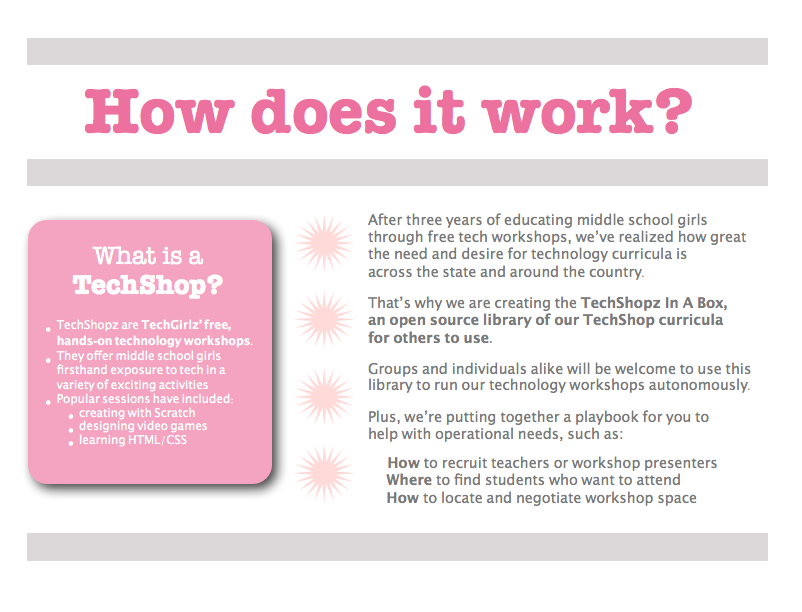 How does it work?
What is a
TechShop?
TechShopz are TechGirlz' free,
hands-on technology workshops.
They offer middle school girls
firsthand exposure to tech in a
variety of exciting activities
Popular sessions have included:
creating with Scratch
designing video games
learning HTML/CSS
After three years of educating middle school girls
through free tech workshops, we've realized how great
the need and desire for technology curricula is
across the state and around the country.
That's why we are creating the TechShopz In A Box,
an open source library of our TechShop curricula
for others to use.
Groups and individuals alike will be welcome to use this
library to run our technology workshops autonomously.
Plus, we're putting together a playbook for you to
help with operational needs, such as:
How to recruit teachers or workshop presenters
Where to find students who want to attend
How to locate and negotiate workshop space